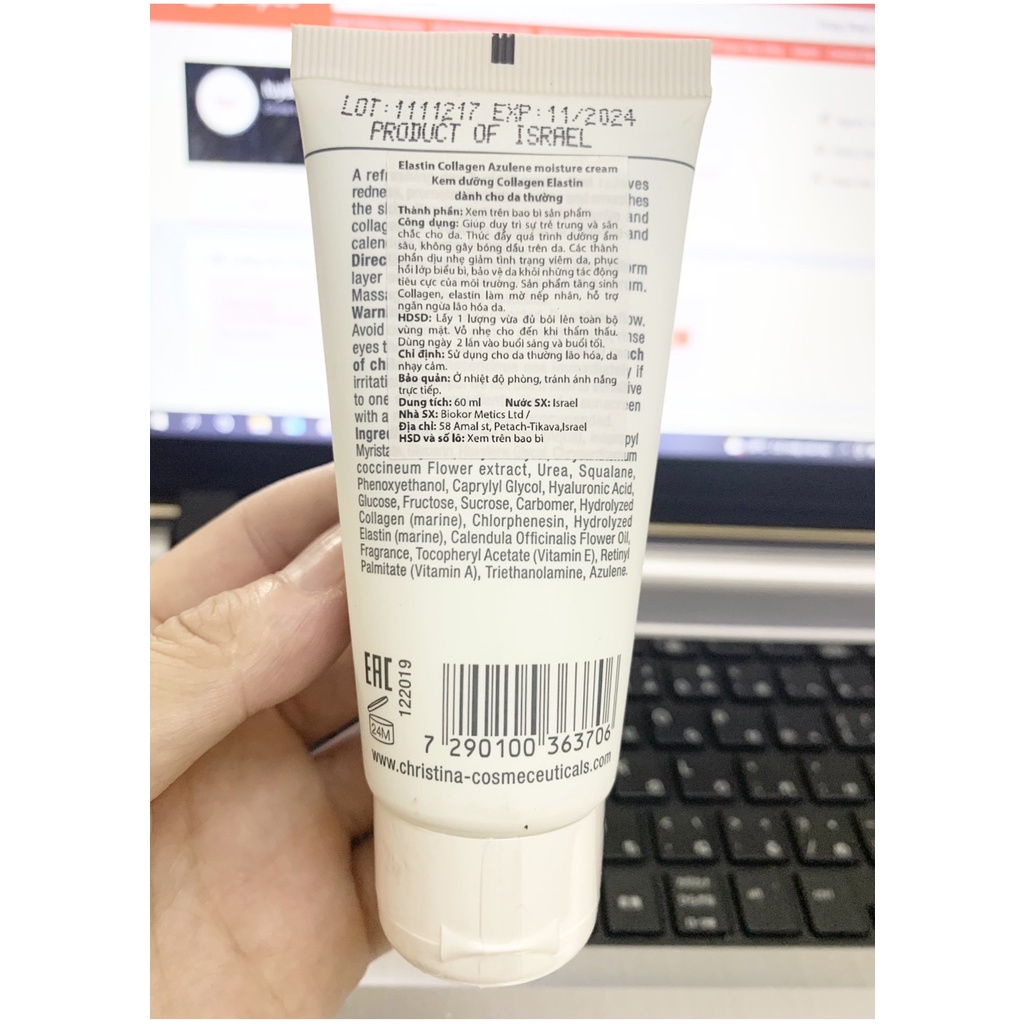 LOT:1111217 EXP:11/2024
PRODUCT OF ISRAEL
Elastin Collagen Azulene moisture cream
Kem dưỡng Collagen Elastin
dành cho da thường
Thành phần: Xem trên bao bì sản phẩm
Công dụng: Giúp duy trì sự trẻ trung và săn
chắc cho da. Thúc đẩy quá trình dưỡng ẩm
sâu, không gây bóng dầu trên da. Các thành
phần dịu nhẹ giảm tình trạng viêm da, phục
hồi lớp biểu bì, bảo vệ da khỏi những tác động
tiêu cực của môi trường. Sản phẩm tăng sinh
Collagen, elastin làm mờ nếp nhăn, hỗ trợ
ngăn ngừa lão hóa da.
HDSD: Lấy 1 lượng vừa đủ bôi lên toàn bộ
vùng mặt. Vỗ nhẹ cho đến khi thẩm thấu.
Dùng ngày 2 lần vào buổi sáng và buổi tối.
Chỉ định: Sử dụng cho da thường lão hóa, da
nhạy cảm.
Bảo quản: Ở nhiệt độ phòng, tránh ánh nắng
trực tiếp.
Dung tích: 60 ml Nước SX: Israel
Nhà SX: Biokor Metics Ltd /
Địa chỉ: 58 Amal st, Petach-Tikava,Israel
HSD và số lô: Xem trên bao bì
coccineum Flower extract, Urea, Squalane,
Phenoxyethanol, Caprylyl Glycol, Hyaluronic Acid,
Glucose, Fructose, Sucrose, Carbomer, Hydrolyzed
Collagen (marine), Chlorphenesin, Hydrolyzed
Elastin (marine), Calendula Officinalis Flower Oil,
Fragrance, Tocopheryl Acetate (Vitamin E), Retinyl
Palmitate (Vitamin A), Triethanolamine, Azulene.
EAC
122019
24M
7 290100 363706
www.christina-cosmeceuticals.com